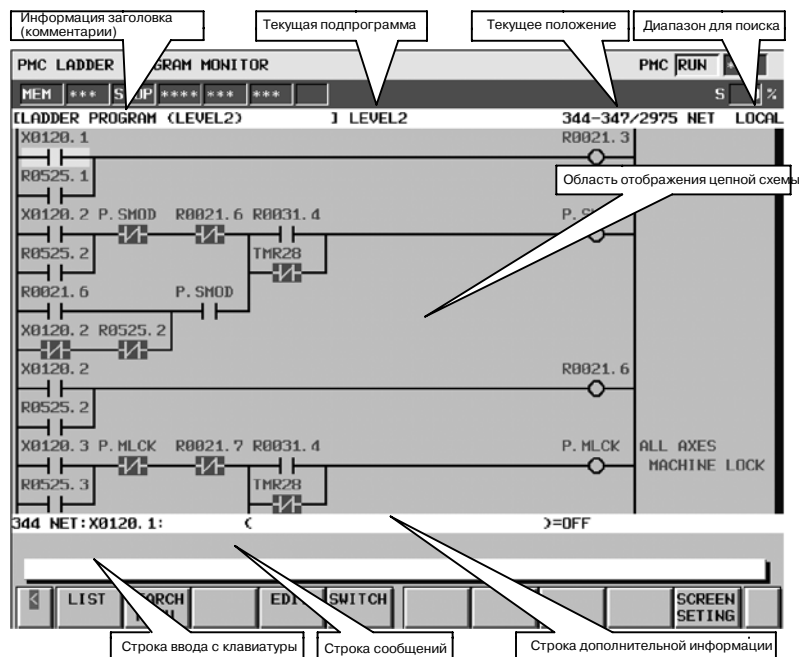 Информация заголовка
(комментарии)
Текущая подпрограмма
Текущее положение
Диапазон для поиска
PMC LADDER RAM MONITOR
PMC RUN
MEM *** **** *** ***
S %
[LADDER PROGRAM (LEVEL2) ] LEVEL2 344-347/2975 NET LOCAL
X0120.1 R0021.3
R0525.1
Область отображения цепной схемы
X0120.2 P.SMOD R0021.6 R0031.4
R0525.2 TMR28
R0021.6 P.SMOD
X0120.2 R0525.2
X0120.2 R0021.6
R0525.2
X0120.3 P.MLCK R0021.7 R0031.4 P.MLCK ALL AXES
MACHINE LOCK
R0525.3 TMR28
344 NET:X0120.1: ( )=OFF
< LIST SWITCH SCREEN
SETING
Строка ввода с клавиатуры
Строка сообщений
Строка дополнительной информации